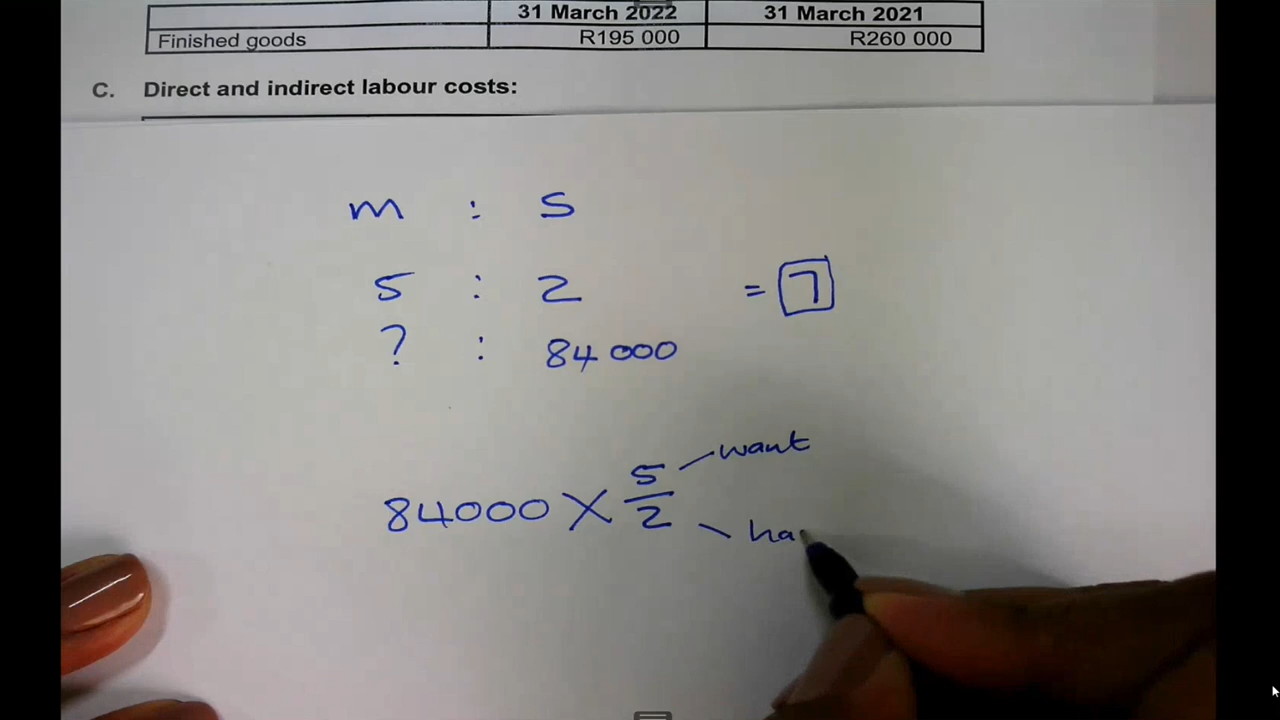 31 March 2022 31 March 2021
Finished goods R195 000 R260 000
C. Direct and indirect labour costs:
m : S
5 : 2 = 7
? : 84 000
84000 X 5/2
want
ha